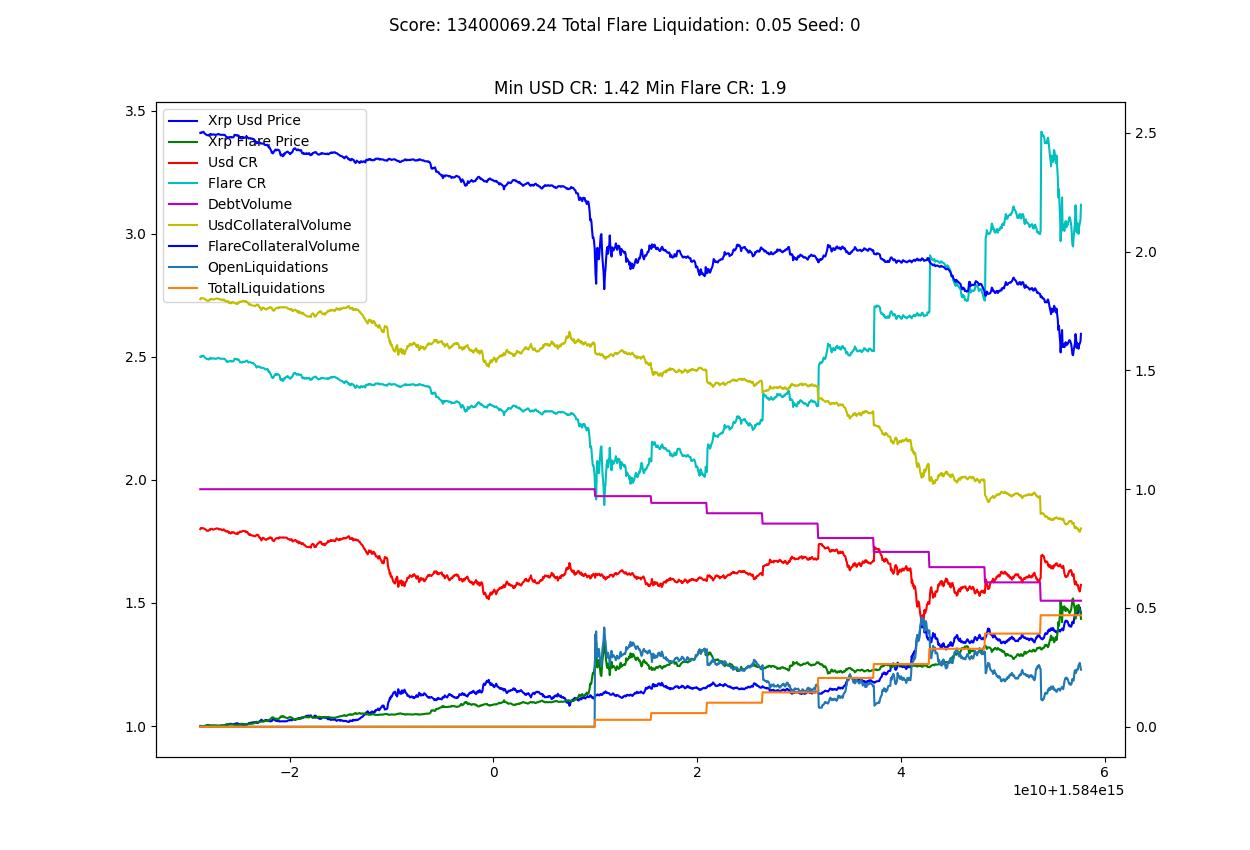 Score: 13400069.24 Total Flare Liquidation: 0.05 Seed: 0
Min USD CR: 1.42 Min Flare CR: 1.9
Xrp Usd Price
Xrp Flare Price
Usd CR
Flare CR
DebtVolume
UsdCollateralVolume
FlareCollateralVolume
OpenLiquidations
TotalLiquidations
3.5
3.0
2.5
2.0
1.5
1.0
2.5
2.0
1.5
1.0
0.5
0.0
−2 0 2 4 6
1e10+1.584e15